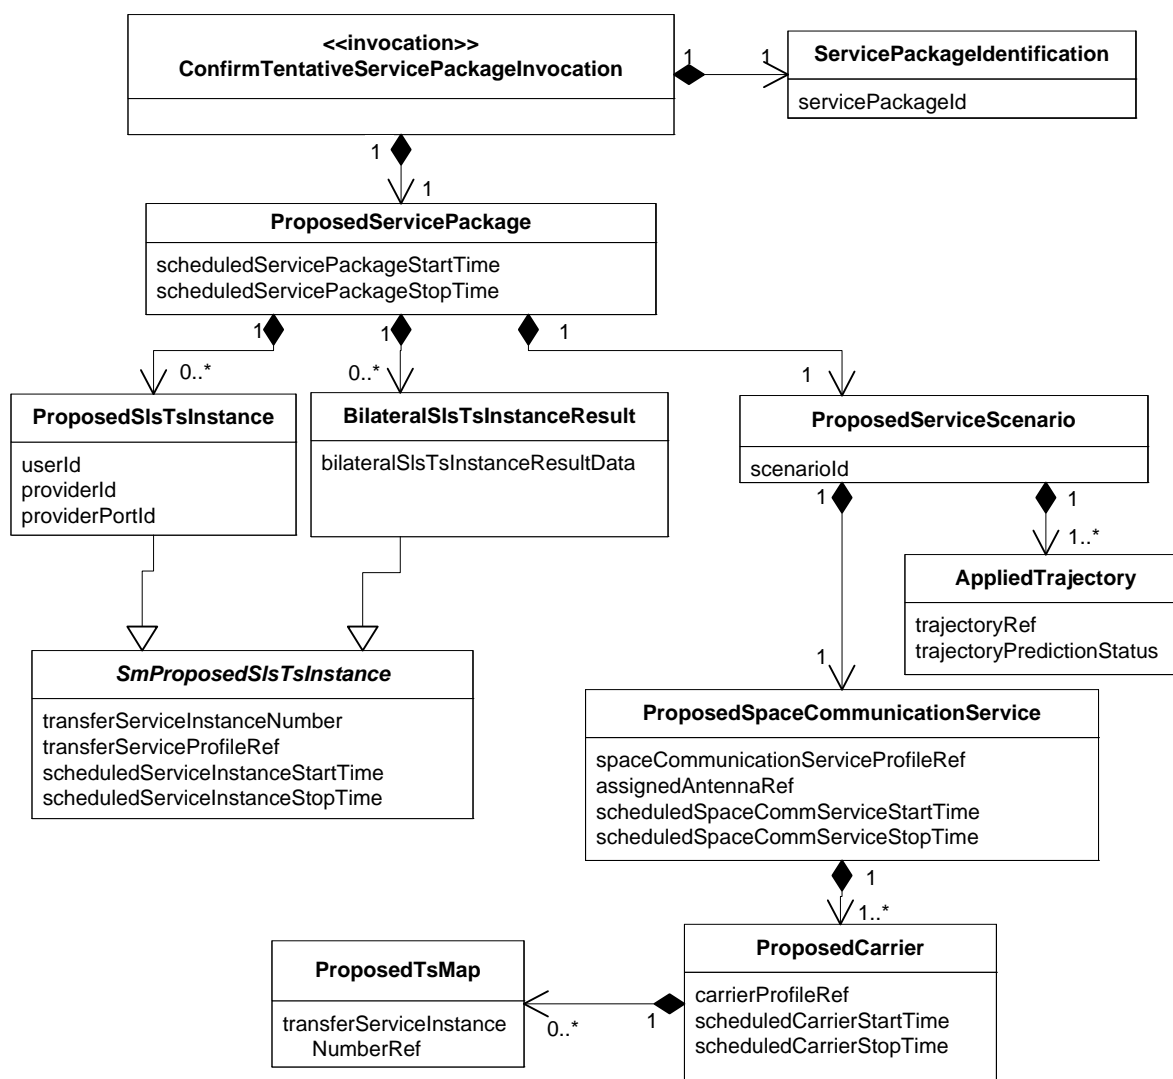 <<invocation>>
ConfirmTentativeServicePackageInvocation
1
1
ServicePackageIdentification
servicePackageId
1
1
ProposedServicePackage
scheduledServicePackageStartTime
scheduledServicePackageStopTime
1
1
1
0..*
0..*
1
ProposedSlsTsInstance
userId
providerId
providerPortId
BilateralSlsTsInstanceResult
bilateralSlsTsInstanceResultData
ProposedServiceScenario
scenarioId
1
1
1..*
AppliedTrajectory
trajectoryRef
trajectoryPredictionStatus
SmProposedSlsTsInstance
transferServiceInstanceNumber
transferServiceProfileRef
scheduledServiceInstanceStartTime
scheduledServiceInstanceStopTime
1
ProposedSpaceCommunicationService
spaceCommunicationServiceProfileRef
assignedAntennaRef
scheduledSpaceCommServiceStartTime
scheduledSpaceCommServiceStopTime
1
1..*
ProposedTsMap
transferServiceInstance
NumberRef
0..*
1
ProposedCarrier
carrierProfileRef
scheduledCarrierStartTime
scheduledCarrierStopTime